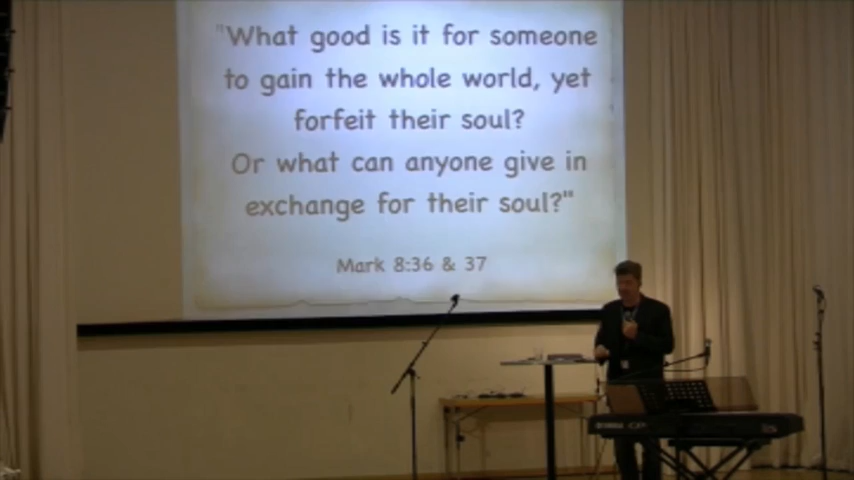 "What good is it for someone
to gain the whole world, yet
forfeit their soul?
Or what can anyone give in
exchange for their soul?"
Mark 8:36 & 37